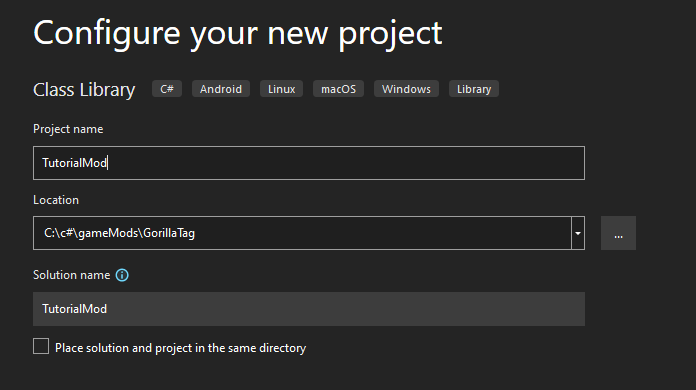 Configure your new project
Class Library C# Android Linux macOS Windows Library
Project name
TutorialMod
Location
C:\c#\gameMods\GorillaTag
...
Solution name
TutorialMod
Place solution and project in the same directory